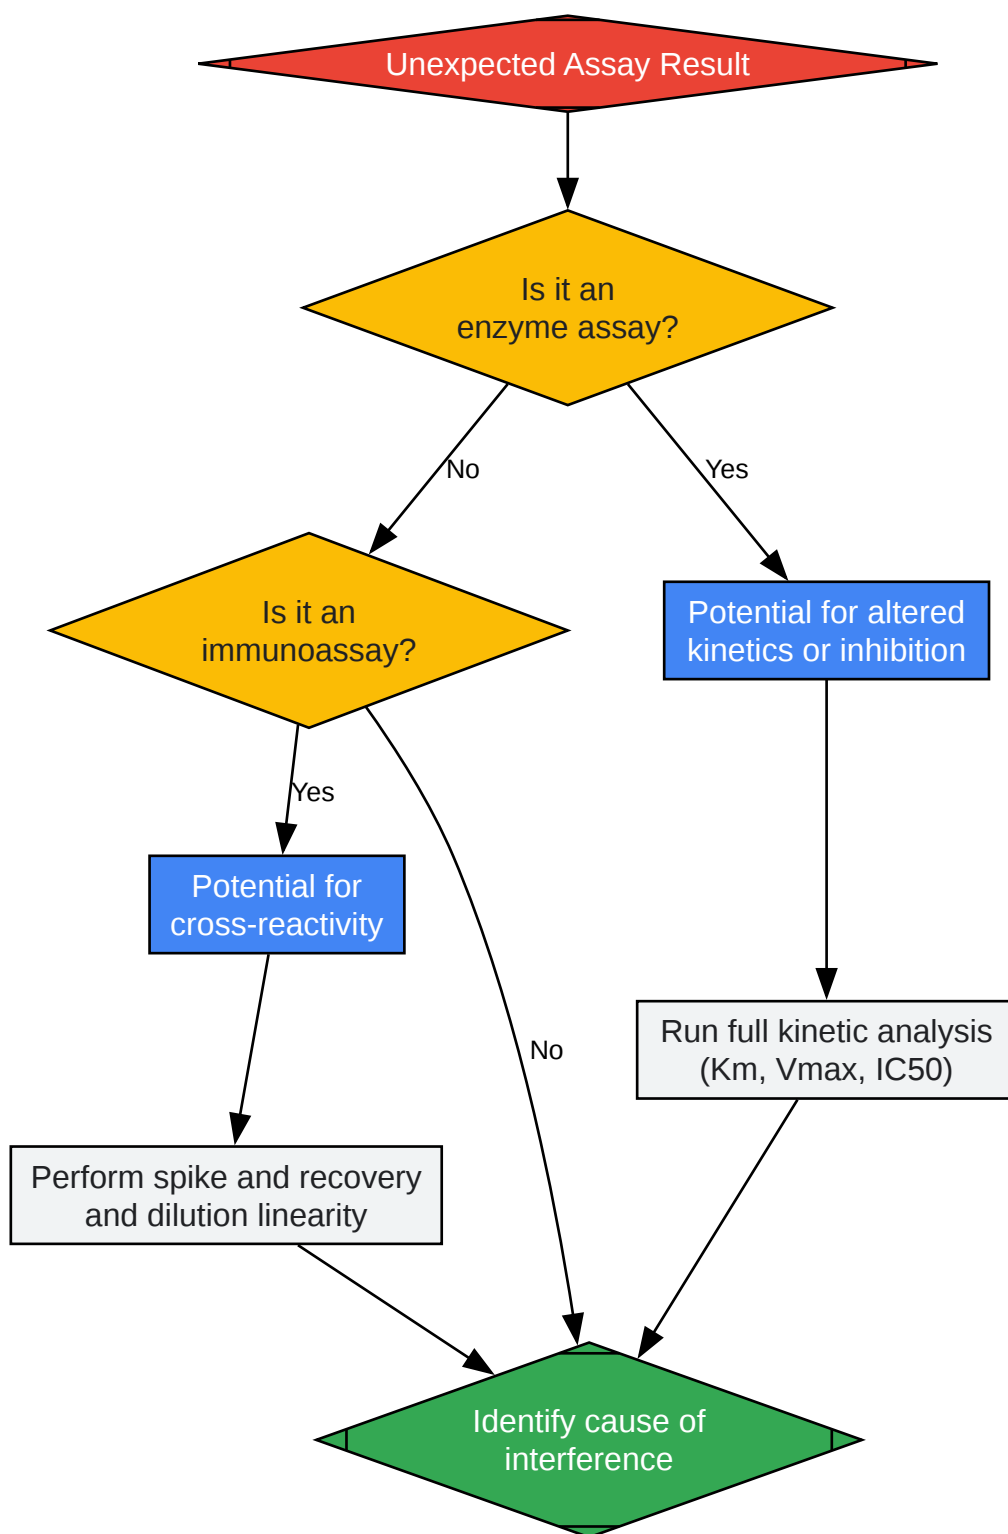 Unexpected Assay Result
Is it an
enzyme assay?
No
Yes
Is it an
immunoassay?
Potential for altered
kinetics or inhibition
Yes
Potential for
cross-reactivity
No
Run full kinetic analysis
(Km, Vmax, IC50)
Perform spike and recovery
and dilution linearity
Identify cause of
interference